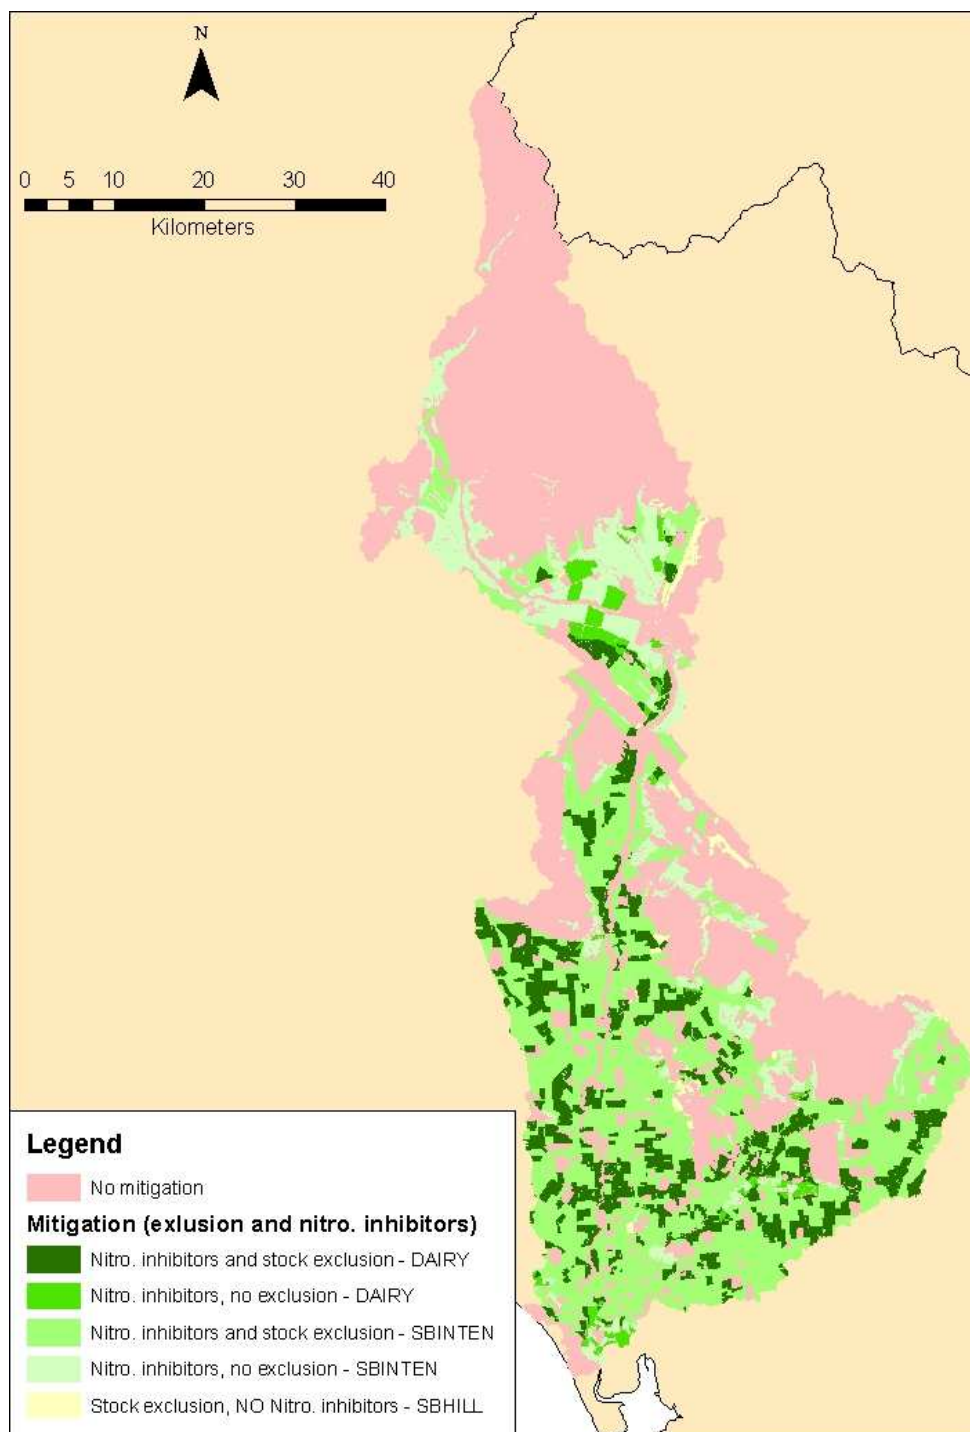 N
0 5 10 20 30 40
Kilometers
Legend
No mitigation
Mitigation (exlusion and nitro. inhibitors)
Nitro. inhibitors and stock exclusion - DAIRY
Nitro. inhibitors, no exclusion - DAIRY
Nitro. inhibitors and stock exclusion - SBINTEN
Nitro. inhibitors, no exclusion - SBINTEN
Stock exclusion, NO Nitro. inhibitors - SBHILL